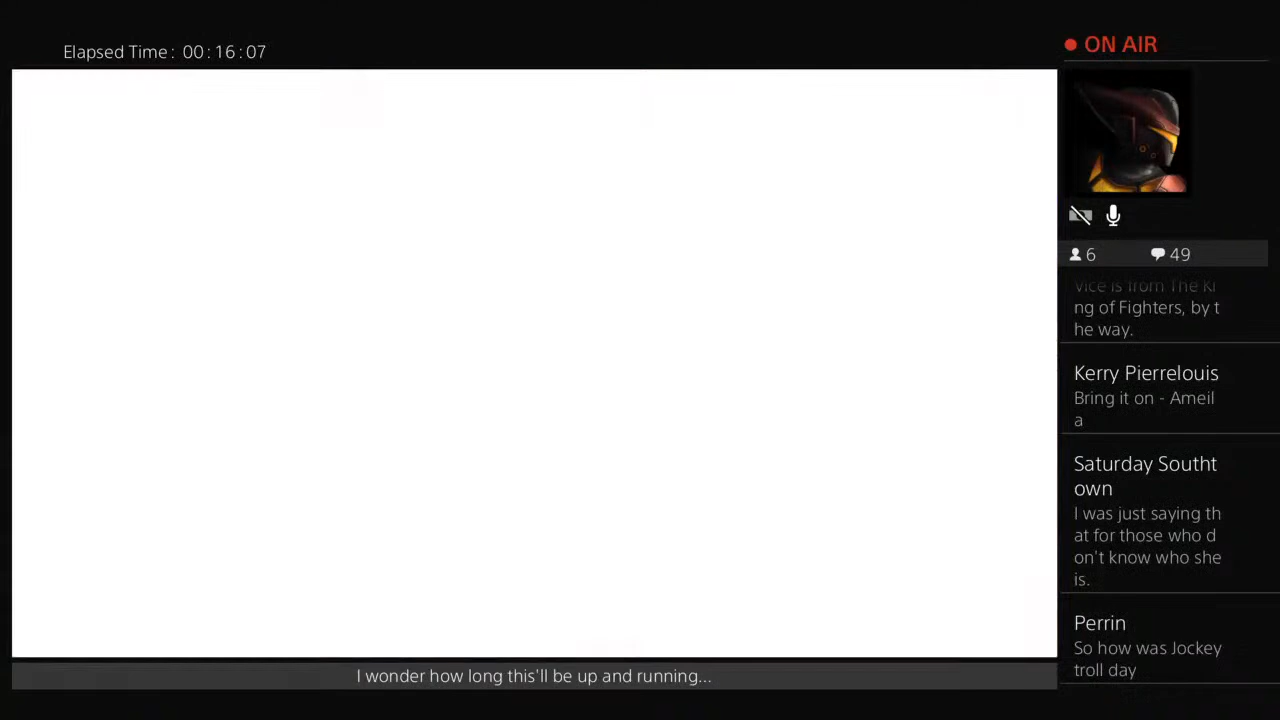 Elapsed Time: 00:16:07
ON AIR
6 49
Vice is from The Ki
ng of Fighters, by t
he way.
Kerry Pierrelouis
Bring it on - Ameil
a
Saturday Southt
own
I was just saying th
at for those who d
on't know who she
is.
Perrin
So how was Jockey
troll day
I wonder how long this'll be up and running...